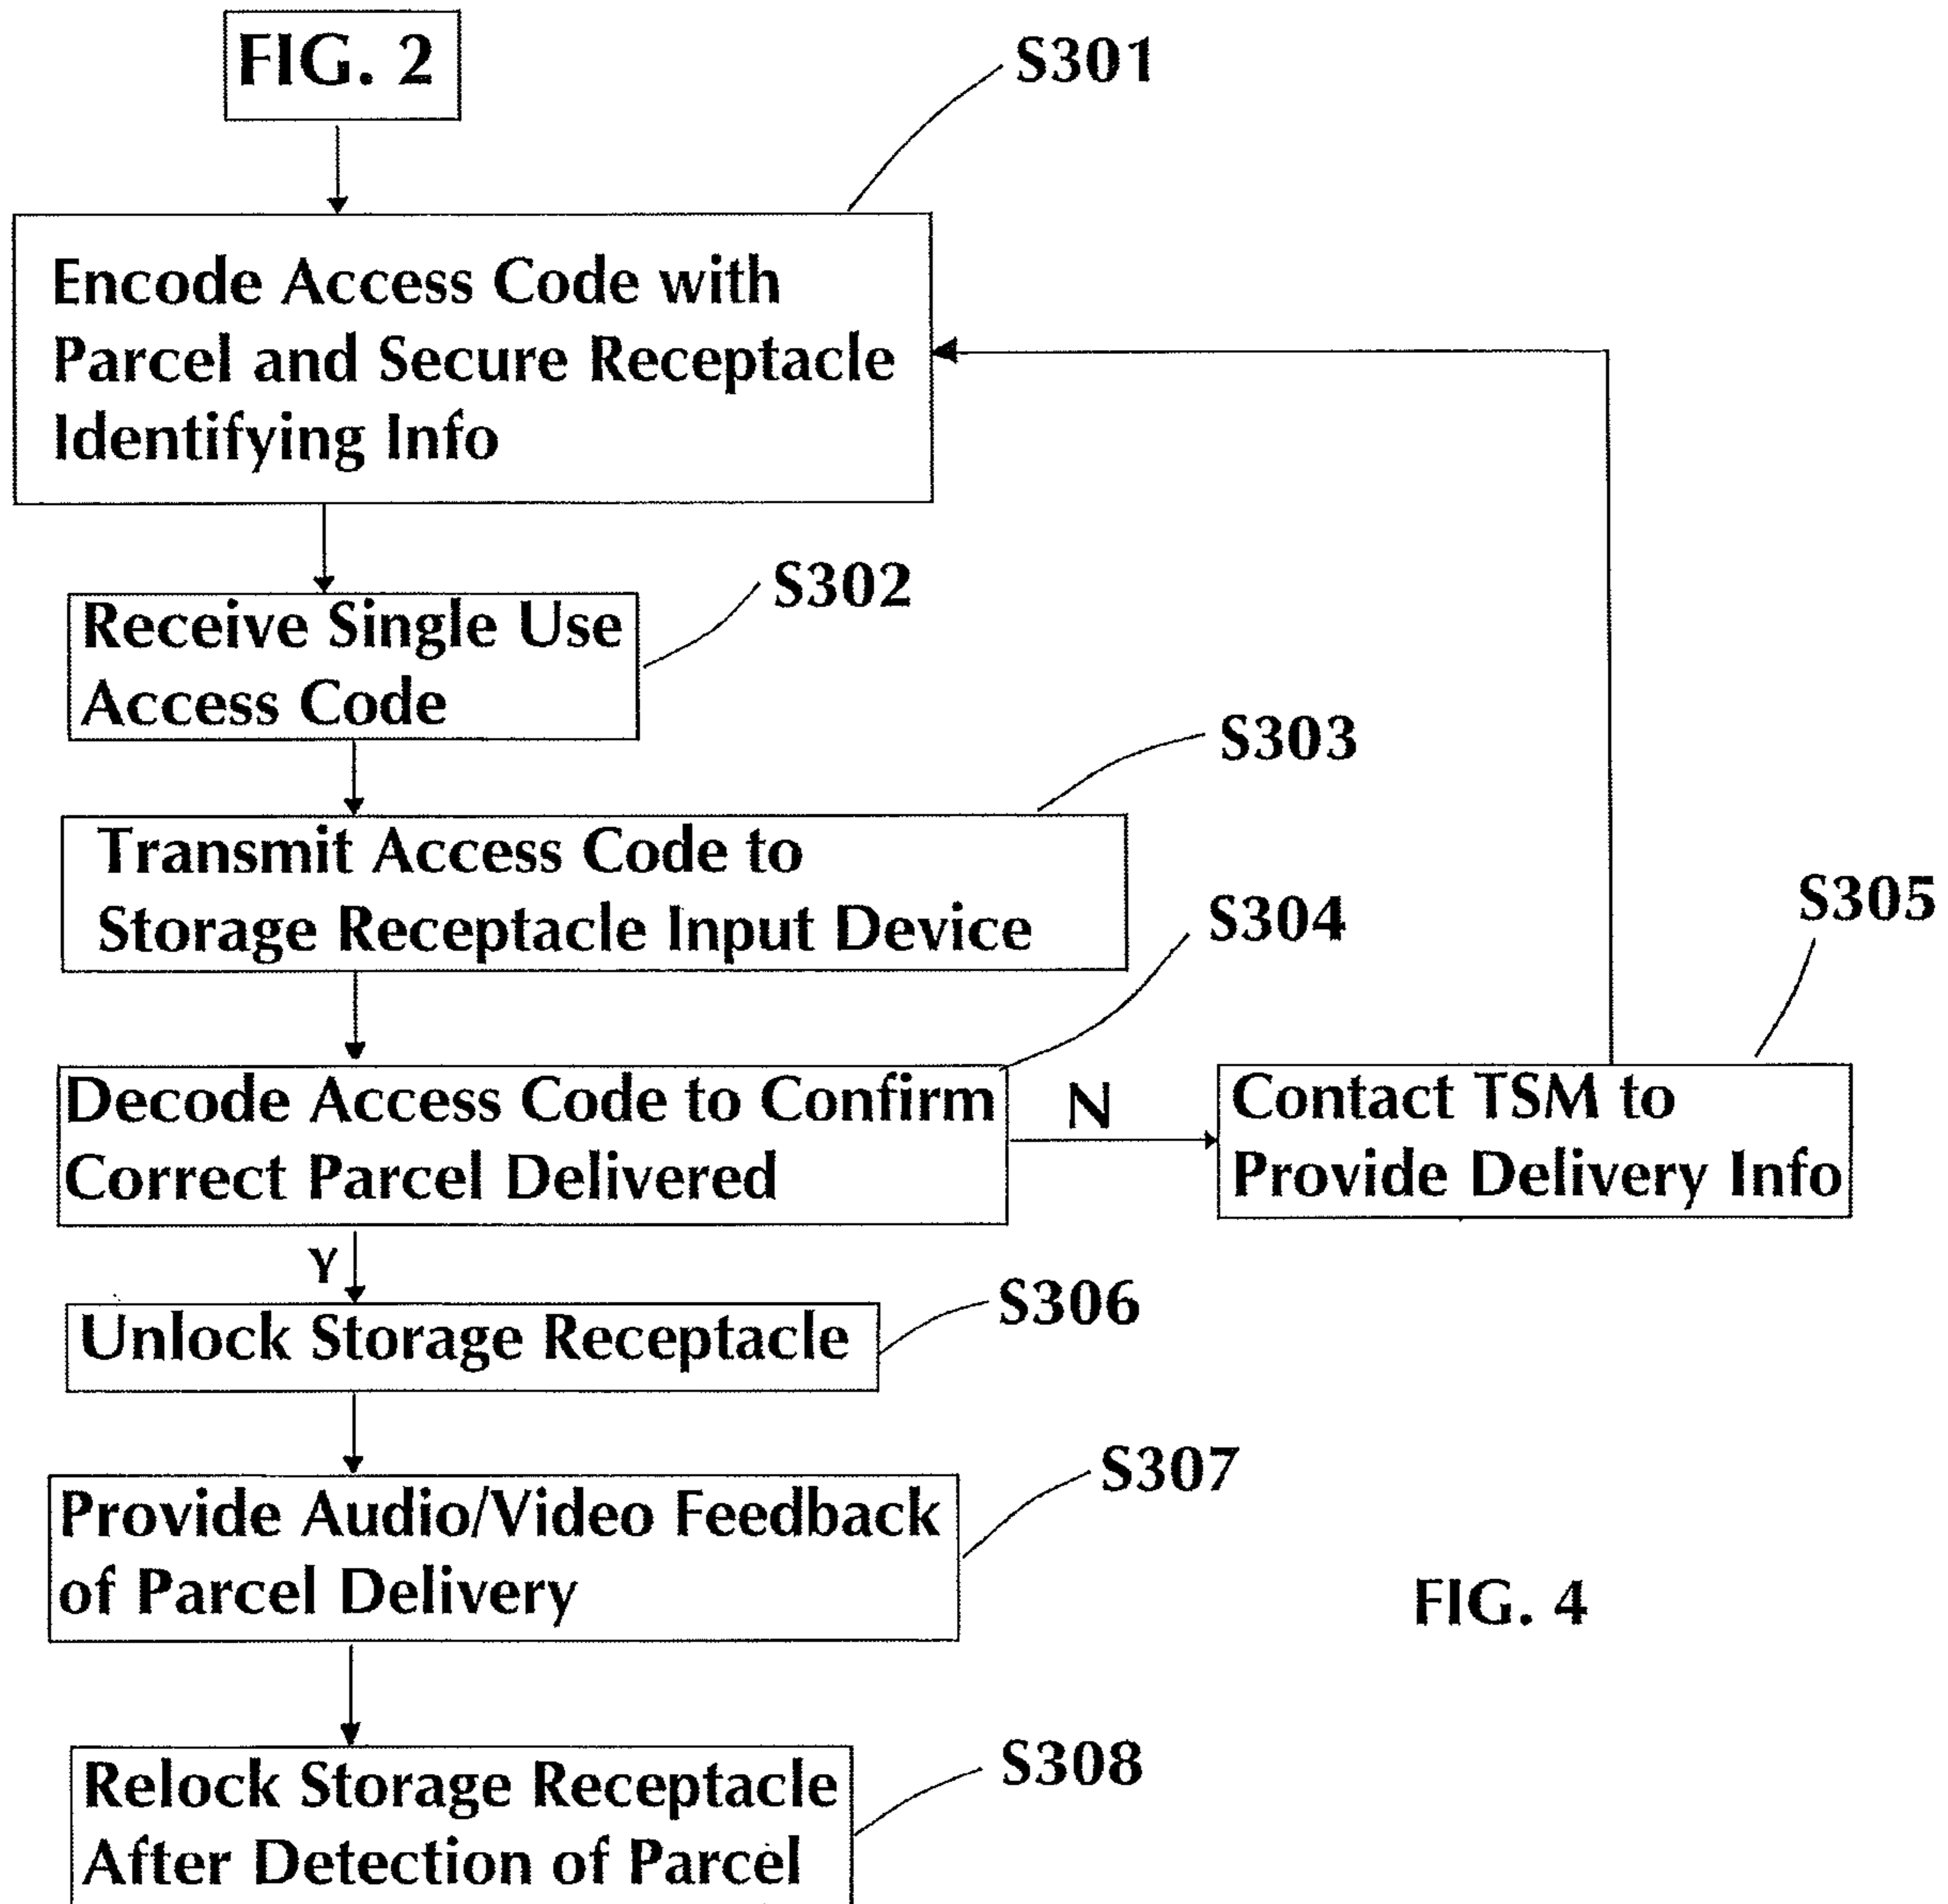 FIG. 2
S301
Encode Access Code with
Parcel and Secure Receptacle
Identifying Info
S302
Receive Single Use
Access Code
S303
Transmit Access Code to
Storage Receptacle Input Device
S304
S305
Decode Access Code to Confirm
Correct Parcel Delivered
N
Contact TSM to
Provide Delivery Info
Y
S306
Unlock Storage Receptacle
S307
Provide Audio/Video Feedback
of Parcel Delivery
FIG. 4
S308
Relock Storage Receptacle
After Detection of Parcel